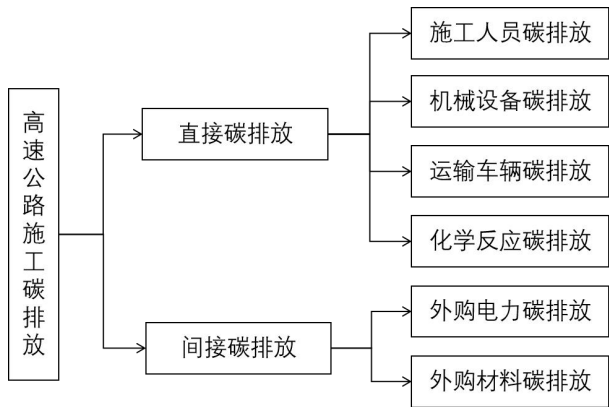 高速公路施工碳排放
直接碳排放
施工人员碳排放
机械设备碳排放
运输车辆碳排放
化学反应碳排放
间接碳排放
外购电力碳排放
外购材料碳排放